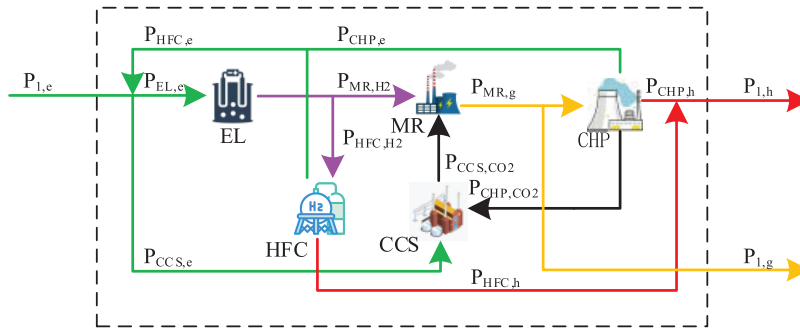 P_HFC,e P_CHP,e
P_1,e P_EL,e P_MR,H2 P_MR,g P_CHP,h P_1,h
EL MR CHP
P_HFC,H2
P_CCS,CO2
P_CHP,CO2
H2
HFC CCS
P_CCS,e P_HFC,h P_1,g